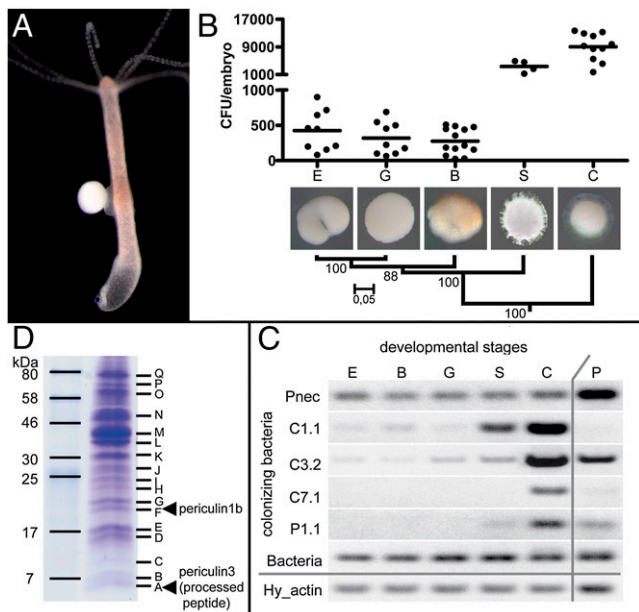 A
B
CFU/embryo
17000
9000
1000
1000
500
0
E G B S C
100
88
100
100
0,05
D
kDa
80
58
46
30
25
17
7
Q
P
O
N
M
L
K
J
I
H
G
F
E
D
C
B
A
periculin1b
periculin3
(processed
peptide)
C
developmental stages
E B G S C P
colonizing bacteria
Pnec
C1.1
C3.2
C7.1
P1.1
Bacteria
Hy_actin